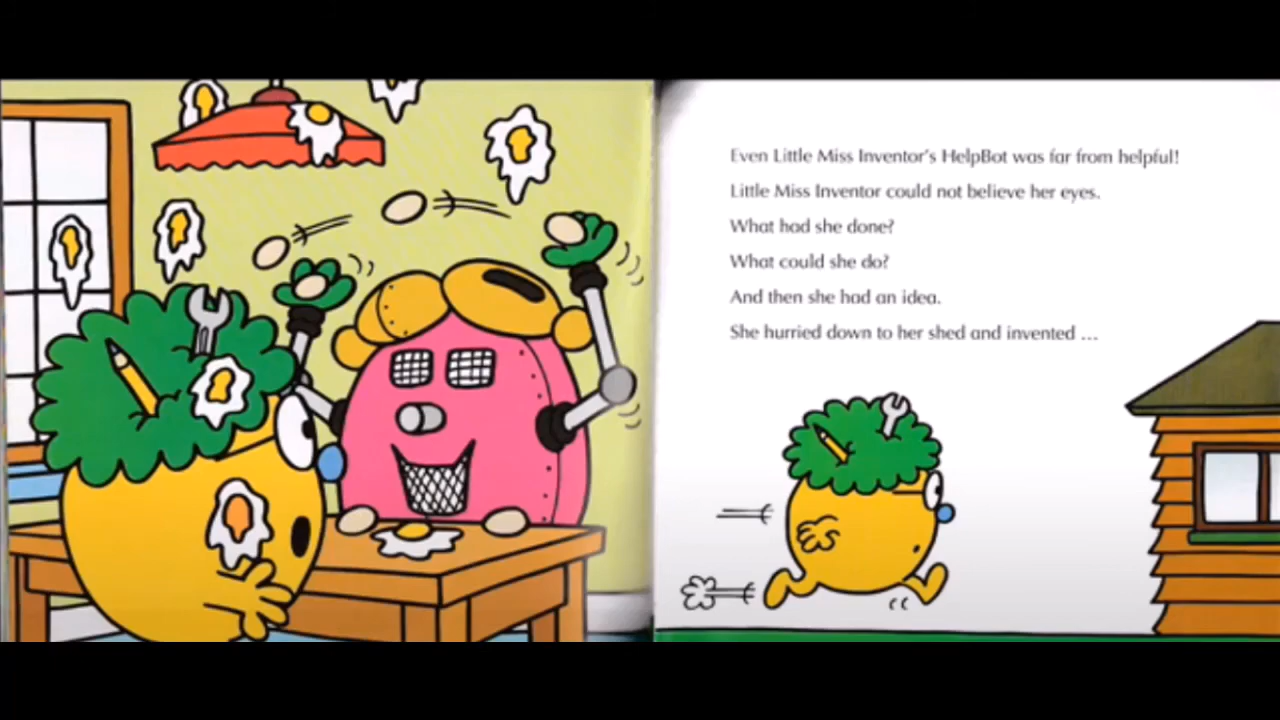 Even Little Miss Inventor's HelpBot was far from helpful!
Little Miss Inventor could not believe her eyes.
What had she done?
What could she do?
And then she had an idea.
She hurried down to her shed and invented ...